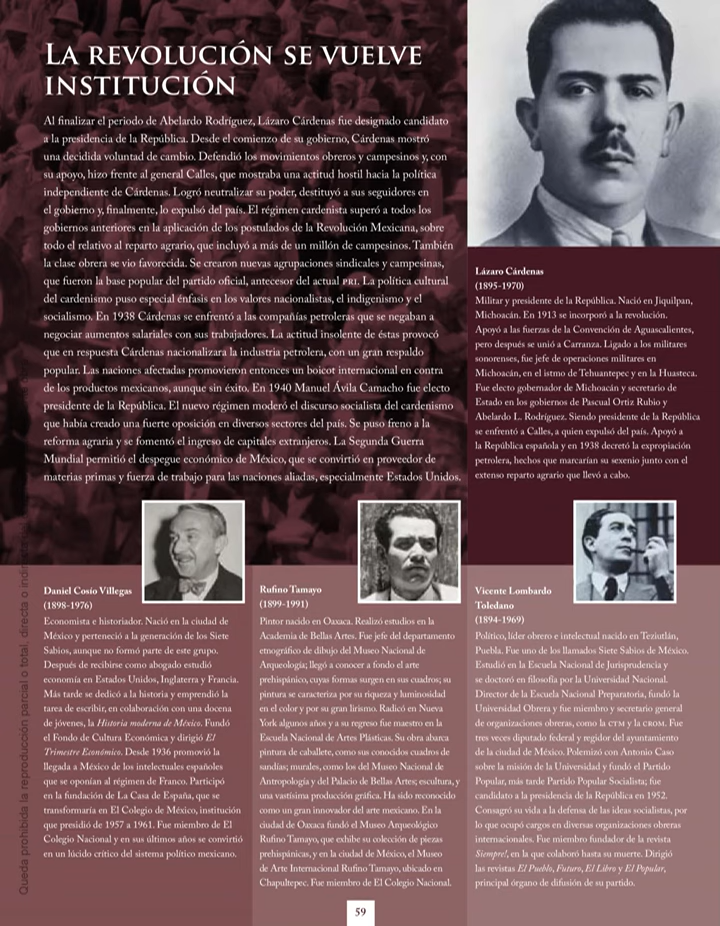 LA REVOLUCIÓN SE VUELVE
INSTITUCIÓN
Al finalizar el periodo de Abelardo Rodríguez, Lázaro Cárdenas fue designado candidato
a la presidencia de la República. Desde el comienzo de su gobierno, Cárdenas mostró
una decidida voluntad de cambio. Defendió los movimientos obreros y campesinos y, con
su apoyo, hizo frente al general Calles, que mostraba una actitud hostil hacia la política
independiente de Cárdenas. Logró neutralizar su poder, destituyó a sus seguidores en
el gobierno y, finalmente, lo expulsó del país. El régimen cardenista superó a todos los
gobiernos anteriores en la aplicación de los postulados de la Revolución Mexicana, sobre
todo el relativo al reparto agrario, que incluyó a más de un millón de campesinos. También
la clase obrera se vio favorecida. Se crearon nuevas agrupaciones sindicales y campesinas,
que fueron la base popular del partido oficial, antecesor del actual PRI. La política cultural
del cardenismo puso especial énfasis en los valores nacionalistas, el indigenismo y el
socialismo. En 1938 Cárdenas se enfrentó a las compañías petroleras que se negaban a
negociar aumentos salariales con sus trabajadores. La actitud insolente de éstas provocó
que en respuesta Cárdenas nacionalizara la industria petrolera, con un gran respaldo
popular. Las naciones afectadas promovieron entonces un boicot internacional en contra
de los productos mexicanos, aunque sin éxito. En 1940 Manuel Ávila Camacho fue electo
presidente de la República. El nuevo régimen moderó el discurso socialista del cardenismo
que había creado una fuerte oposición en diversos sectores del país. Se puso freno a la
reforma agraria y se fomentó el ingreso de capitales extranjeros. La Segunda Guerra
Mundial permitió el despegue económico de México, que se convirtió en proveedor de
materias primas y fuerza de trabajo para las naciones aliadas, especialmente Estados Unidos.
Lázaro Cárdenas
(1895-1970)
Militar y presidente de la República. Nació en Jiquilpan,
Michoacán. En 1913 se incorporó a la revolución.
Apoyó a las fuerzas de la Convención de Aguascalientes,
pero después se unió a Carranza. Ligado a los militares
sonorenses, fue jefe de operaciones militares en
Michoacán, en el istmo de Tehuantepec y en la Huasteca.
Fue electo gobernador de Michoacán y secretario de
Estado en los gobiernos de Pascual Ortiz Rubio y
Abelardo L. Rodríguez. Siendo presidente de la República
se enfrentó a Calles, a quien expulsó del país. Apoyó a
la República española y en 1938 decretó la expropiación
petrolera, hechos que marcarían su sexenio junto con el
extenso reparto agrario que llevó a cabo.
Daniel Cosío Villegas
(1898-1976)
Economista e historiador. Nació en la ciudad de
México y perteneció a la generación de los Siete
Sabios, aunque no formó parte de este grupo.
Después de recibirse como abogado estudió
economía en Estados Unidos, Inglaterra y Francia.
Más tarde se dedicó a la historia y emprendió la
tarea de escribir, en colaboración con una docena
de jóvenes, la Historia moderna de México. Fundó
el Fondo de Cultura Económica y dirigió El
Trimestre Económico. Desde 1936 promovió la
llegada a México de los intelectuales españoles
que se oponían al régimen de Franco. Participó
en la fundación de La Casa de España, que se
transformaría en El Colegio de México, institución
que presidió de 1957 a 1961. Fue miembro de El
Colegio Nacional y en sus últimos años se convirtió
en un lúcido crítico del sistema político mexicano.
Rufino Tamayo
(1899-1991)
Pintor nacido en Oaxaca. Realizó estudios en la
Academia de Bellas Artes. Fue jefe del departamento
etnográfico de dibujo del Museo Nacional de
Arqueología; llegó a conocer a fondo el arte
prehispánico, cuyas formas surgen en sus cuadros; su
pintura se caracteriza por su riqueza y luminosidad
en el color y por su gran lirismo. Radicó en Nueva
York algunos años y a su regreso fue maestro en la
Escuela Nacional de Artes Plásticas. Su obra abarca
pintura de caballete, como sus conocidos cuadros de
sandías; murales, como los del Museo Nacional de
Antropología y del Palacio de Bellas Artes; escultura, y
una vastísima producción gráfica. Ha sido reconocido
como un gran innovador del arte mexicano. En la
ciudad de Oaxaca fundó el Museo Arqueológico
Rufino Tamayo, que exhibe su colección de piezas
prehispánicas, y en la ciudad de México, el Museo
de Arte Internacional Rufino Tamayo, ubicado en
Chapultepec. Fue miembro de El Colegio Nacional.
Vicente Lombardo
Toledano
(1894-1969)
Político, líder obrero e intelectual nacido en Teziutlán,
Puebla. Fue uno de los llamados Siete Sabios de México.
Estudió en la Escuela Nacional de Jurisprudencia y
se doctoró en filosofía por la Universidad Nacional.
Director de la Escuela Nacional Preparatoria, fundó la
Universidad Obrera y fue miembro y secretario general
de organizaciones obreras, como la CTM y la CROM. Fue
tres veces diputado federal y regidor del ayuntamiento
de la ciudad de México. Polemizó con Antonio Caso
sobre la misión de la Universidad y fundó el Partido
Popular, más tarde Partido Popular Socialista; fue
candidato a la presidencia de la República en 1952.
Consagró su vida a la defensa de las ideas socialistas, por
lo que ocupó cargos en diversas organizaciones obreras
internacionales. Fue miembro fundador de la revista
Siempre!, en la que colaboró hasta su muerte. Dirigió
las revistas El Pueblo, Futuro, El Libro y El Popular,
principal órgano de difusión de su partido.
Queda prohibida la reproducción parcial o total, directa o
59